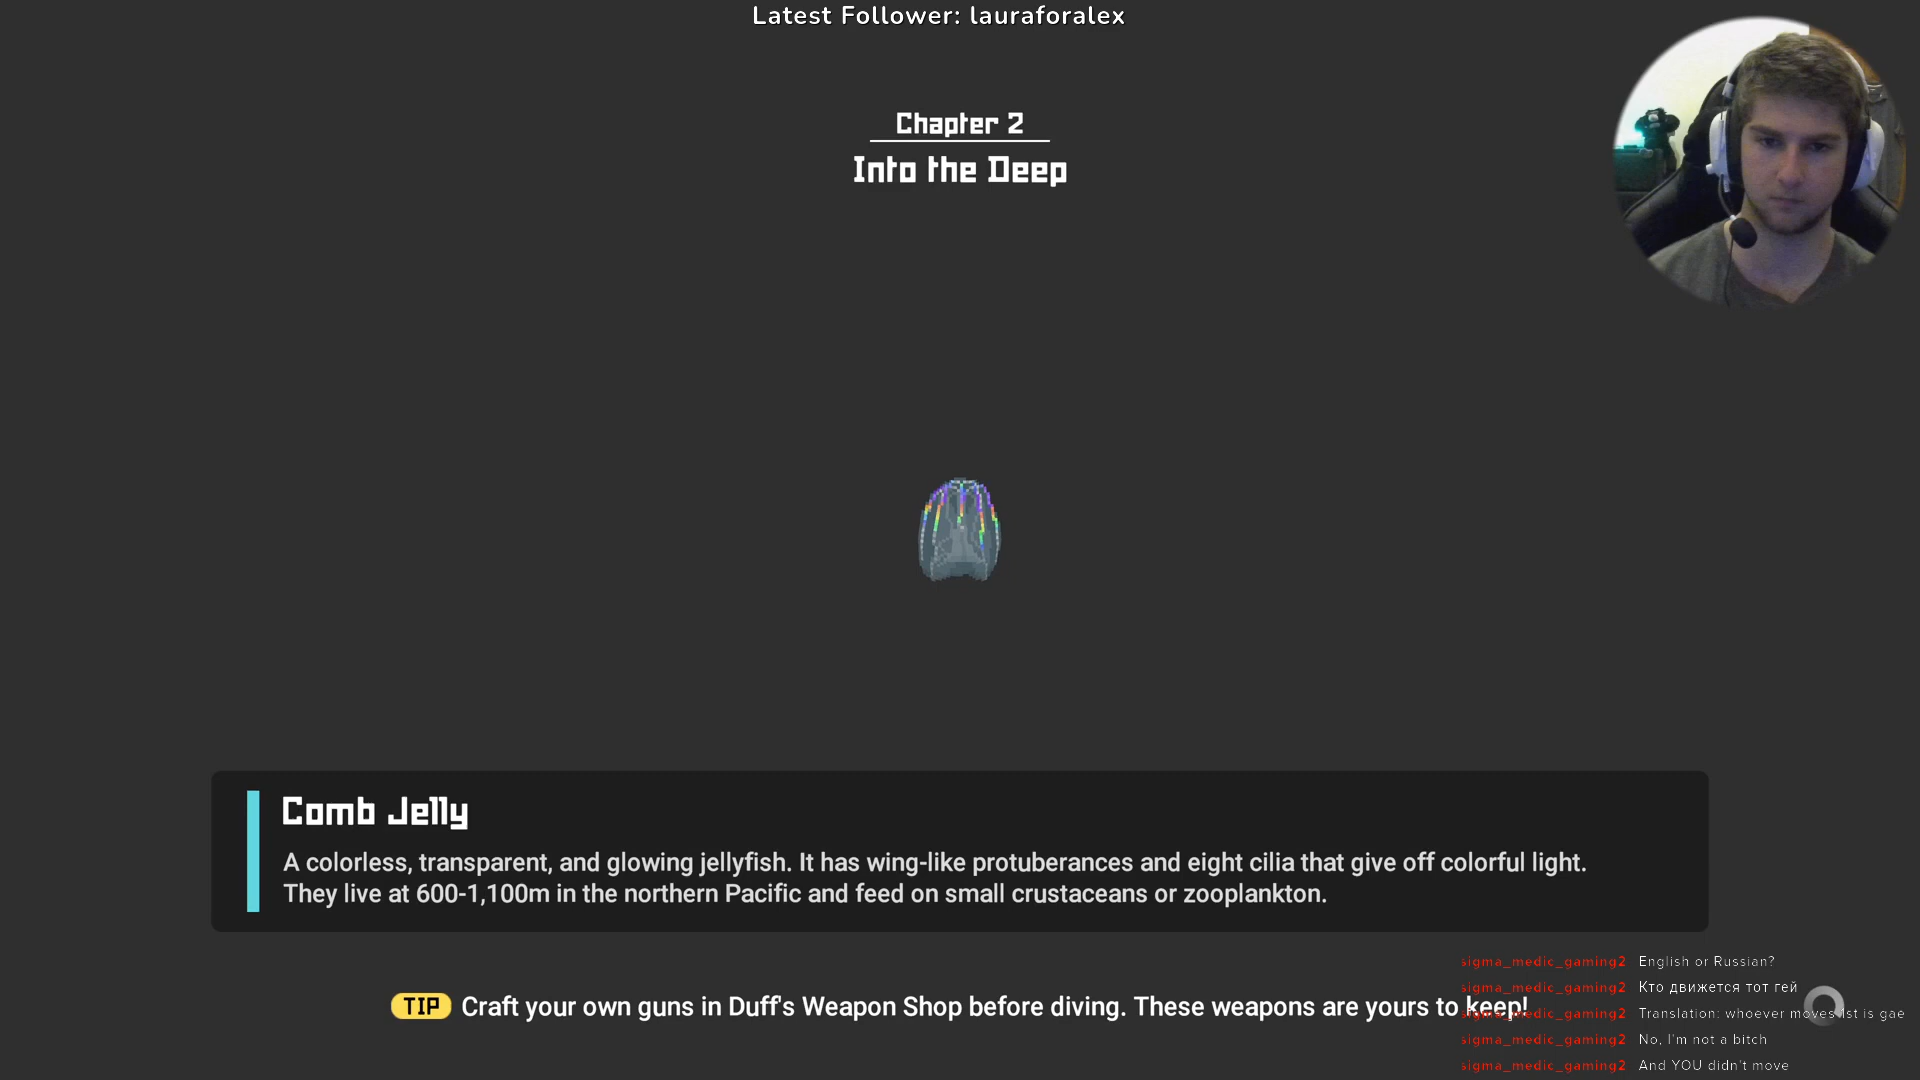 Latest Follower: lauraforalex
Chapter 2
Into the Deep
Comb Jelly
A colorless, transparent, and glowing jellyfish. It has wing-like protuberances and eight cilia that give off colorful light.
They live at 600-1,100m in the northern Pacific and feed on small crustaceans or zooplankton.
TIP Craft your own guns in Duff's Weapon Shop before diving. These weapons are yours to keep!
sigma_medic_gaming2 English or Russian?
sigma_medic_gaming2 Кто движется тот гей
sigma_medic_gaming2 Translation: whoever moves 1st is gae
sigma_medic_gaming2 No, I'm not a bitch
sigma_medic_gaming2 And YOU didn't move